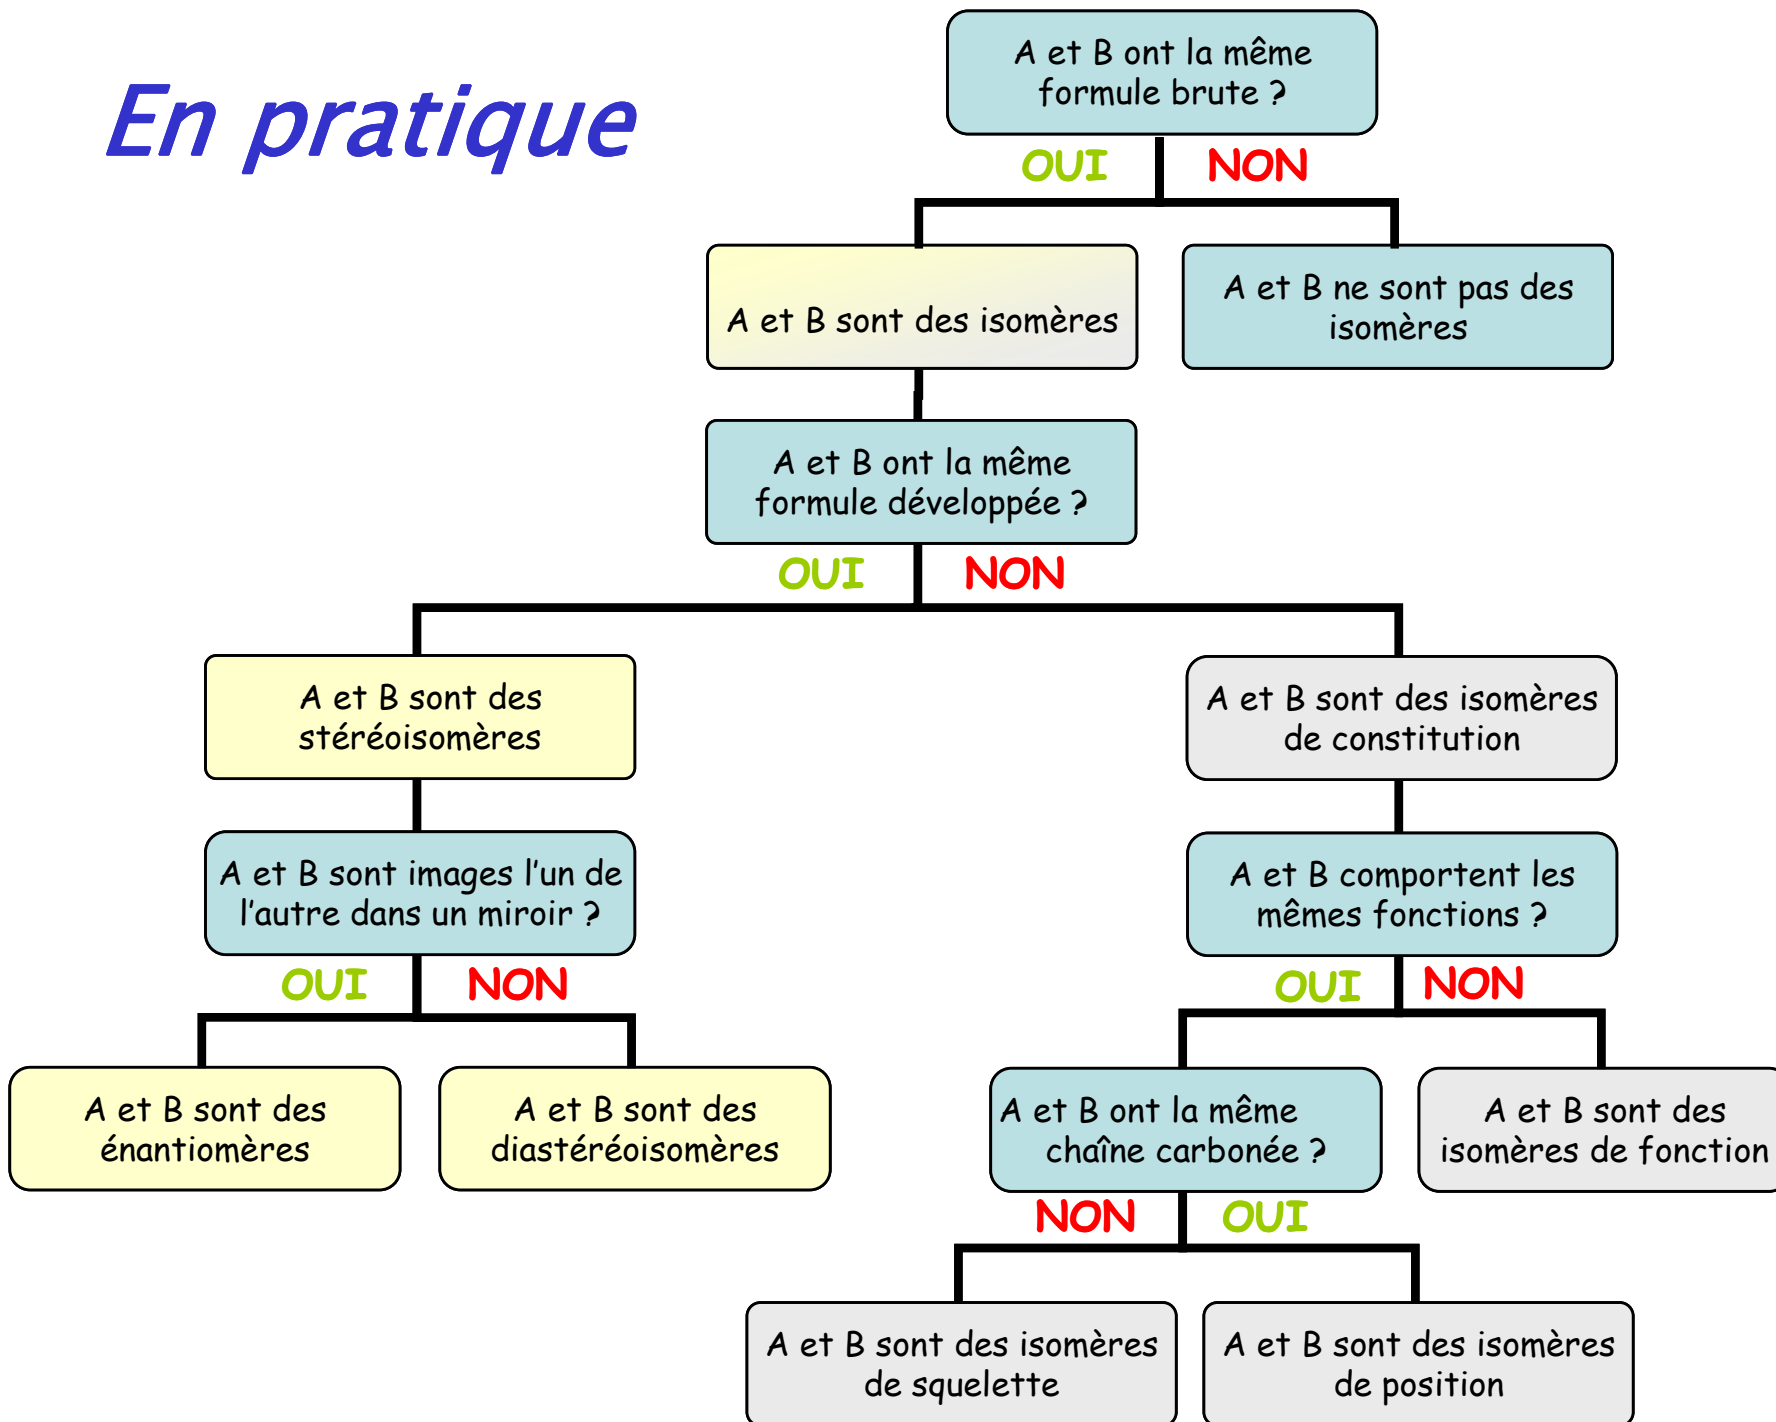 En pratique
A et B ont la même
formule brute ?
OUI
NON
A et B sont des isomères
A et B ne sont pas des
isomères
A et B ont la même
formule développée ?
OUI
NON
A et B sont des
stéréoisomères
A et B sont des isomères
de constitution
A et B sont images l'un de
l'autre dans un miroir ?
A et B comportent les
mêmes fonctions ?
OUI
NON
OUI
NON
A et B sont des
énantiomères
A et B sont des
diastéréoisomères
A et B ont la même
chaîne carbonée ?
A et B sont des
isomères de fonction
NON
OUI
A et B sont des isomères
de squelette
A et B sont des isomères
de position